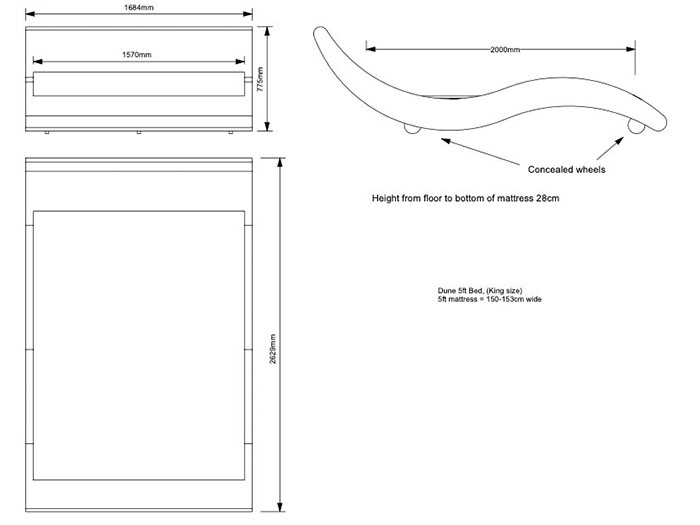 1684mm
1570mm
775mm
2000mm
Concealed wheels
Height from floor to bottom of mattress 28cm
Dune 5ft Bed, (King size)
5ft mattress = 150-153cm wide
2629mm